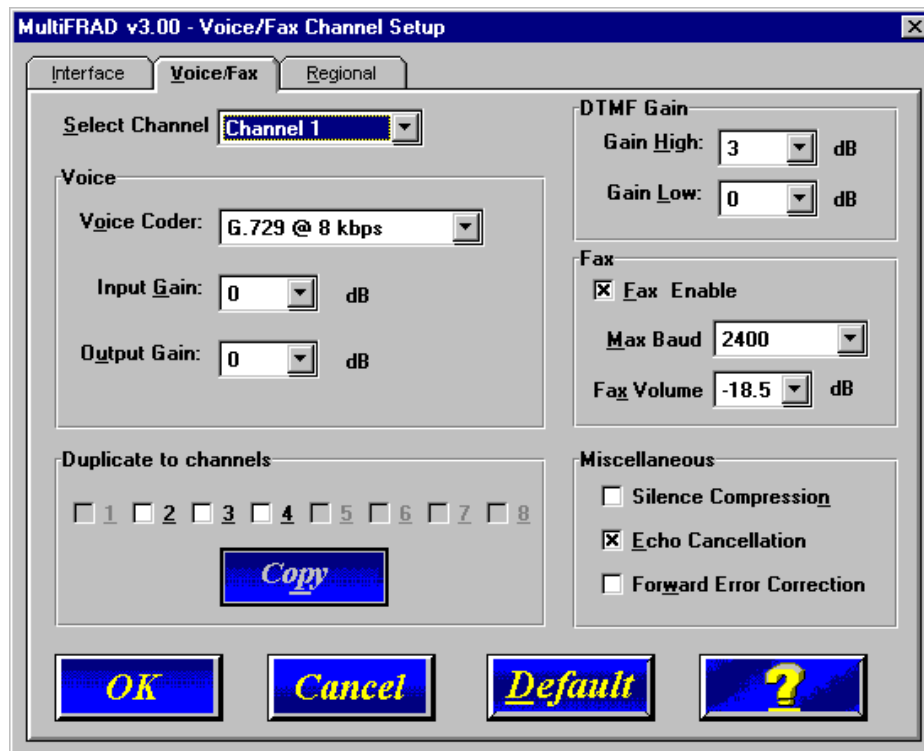 MultiFRAD v3.00 - Voice/Fax Channel Setup
Interface Voice/Fax Regional
Select Channel Channel 1
Voice
Voice Coder: G.729 @ 8 kbps
Input Gain: 0 dB
Output Gain: 0 dB
DTMF Gain
Gain High: 3 dB
Gain Low: 0 dB
Fax
Fax Enable
Max Baud 2400
Fax Volume -18.5 dB
Duplicate to channels
1 2 3 4 5 6 7 8
Copy
Miscellaneous
Silence Compression
Echo Cancellation
Forward Error Correction
OK Cancel Default ?